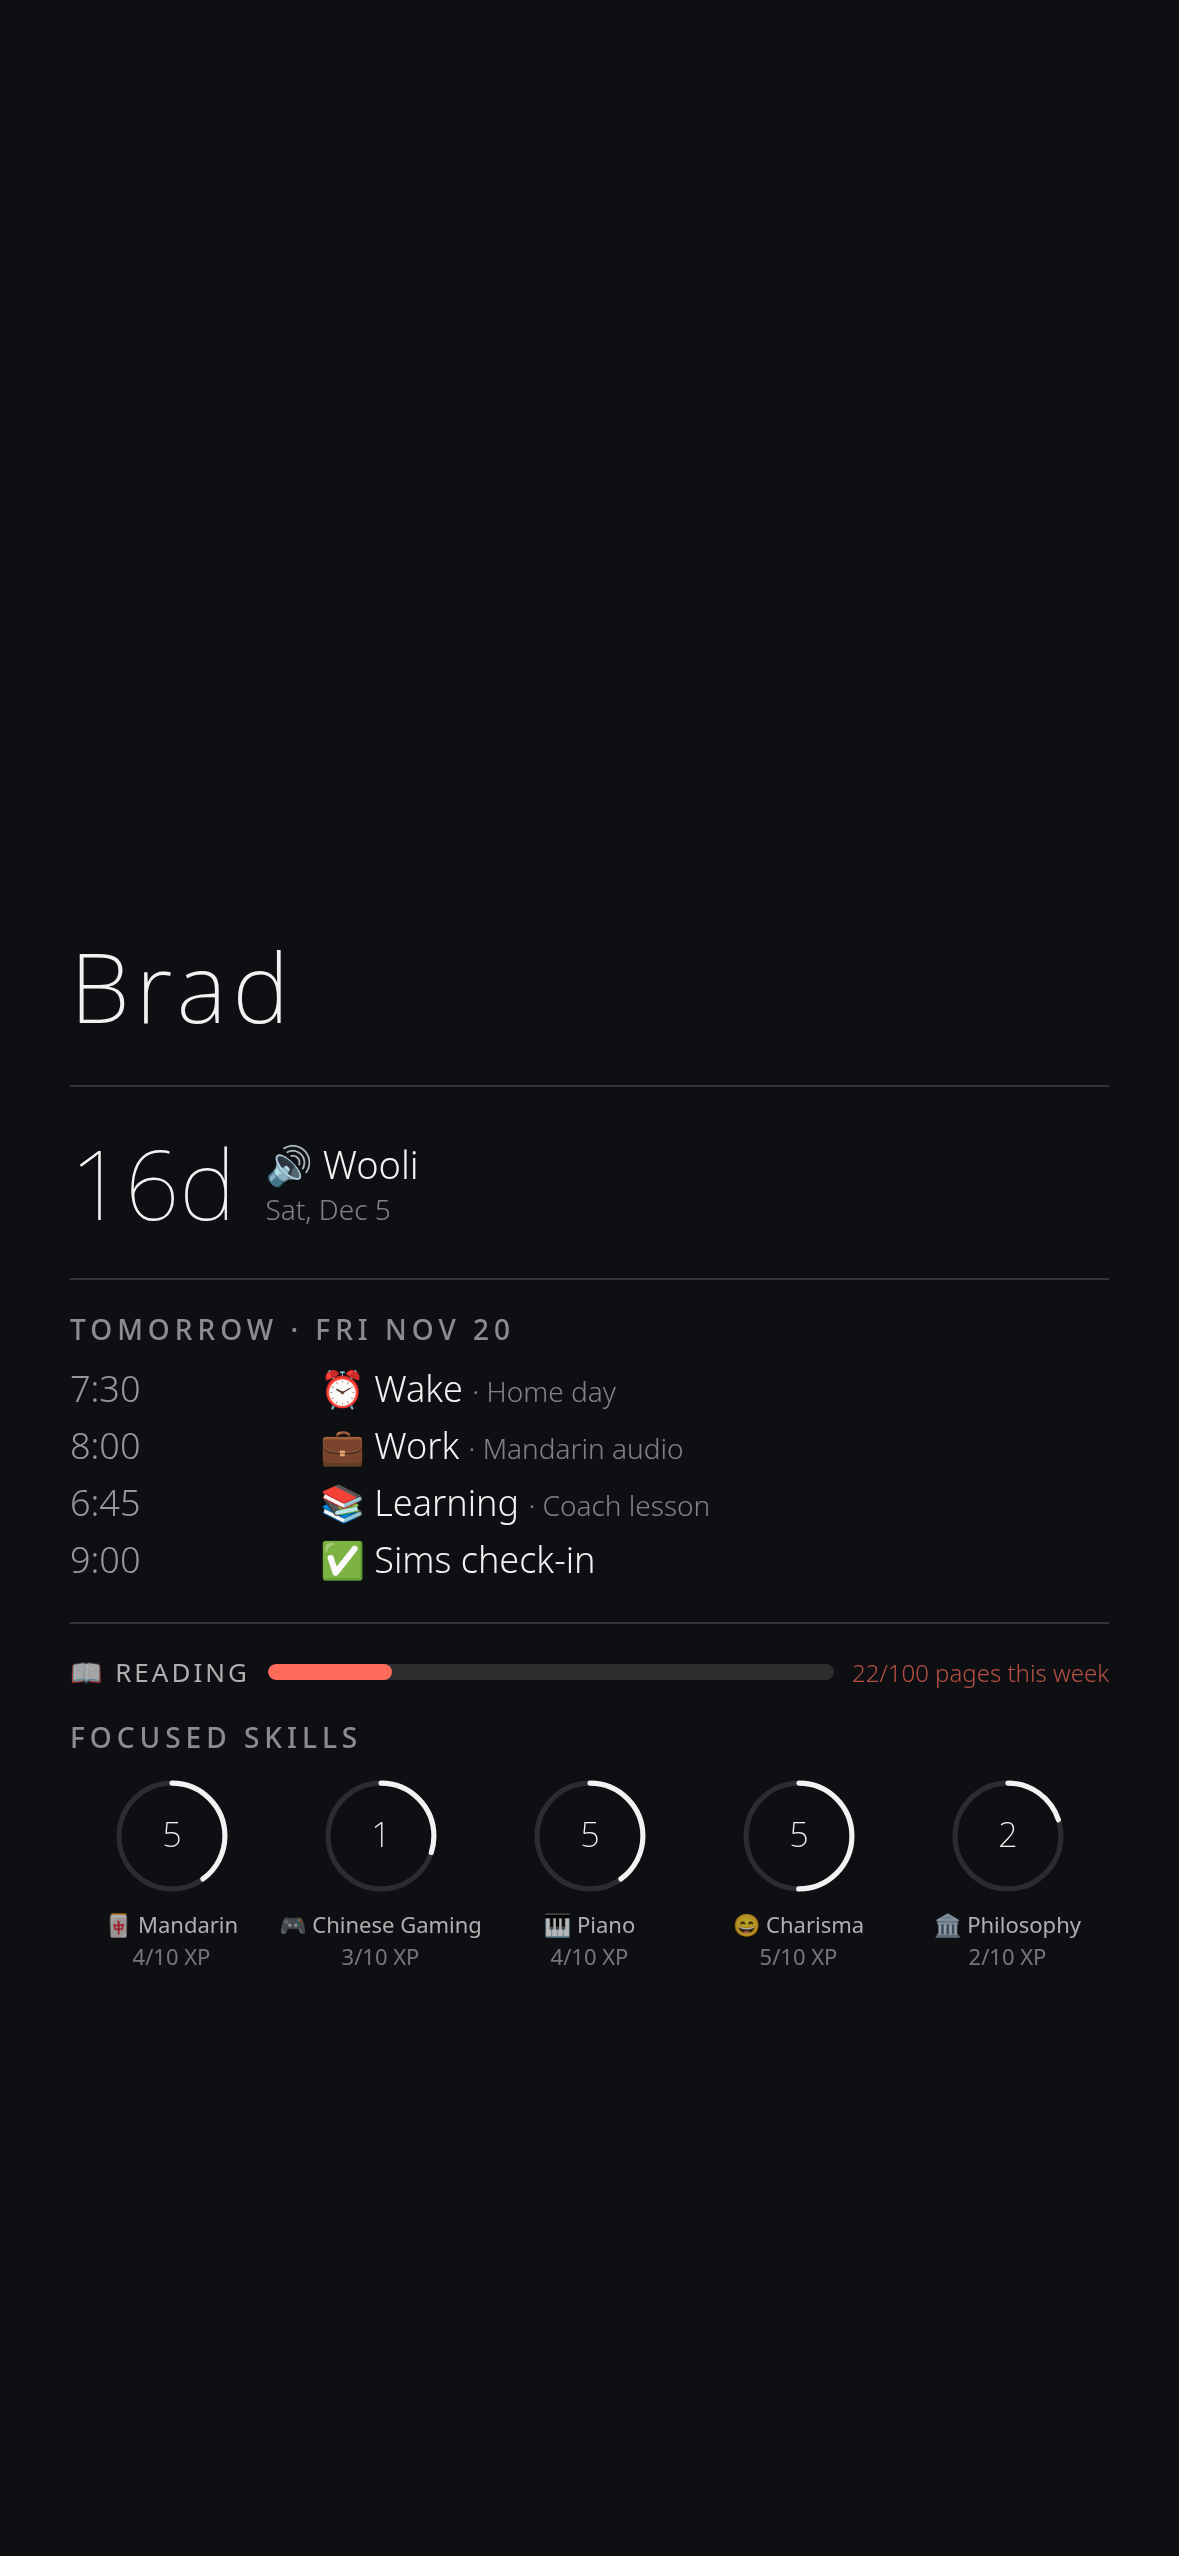 Brad
16d
🔊 Wooli
Sat, Dec 5
TOMORROW · FRI NOV 20
7:30 ⏰ Wake · Home day
8:00 💼 Work · Mandarin audio
6:45 📚 Learning · Coach lesson
9:00 ✅ Sims check-in
📖 READING 22/100 pages this week
FOCUSED SKILLS
5 1 5 5 2
🀄 Mandarin 🎮 Chinese Gaming 🎹 Piano 😄 Charisma 🏛️ Philosophy
4/10 XP 3/10 XP 4/10 XP 5/10 XP 2/10 XP